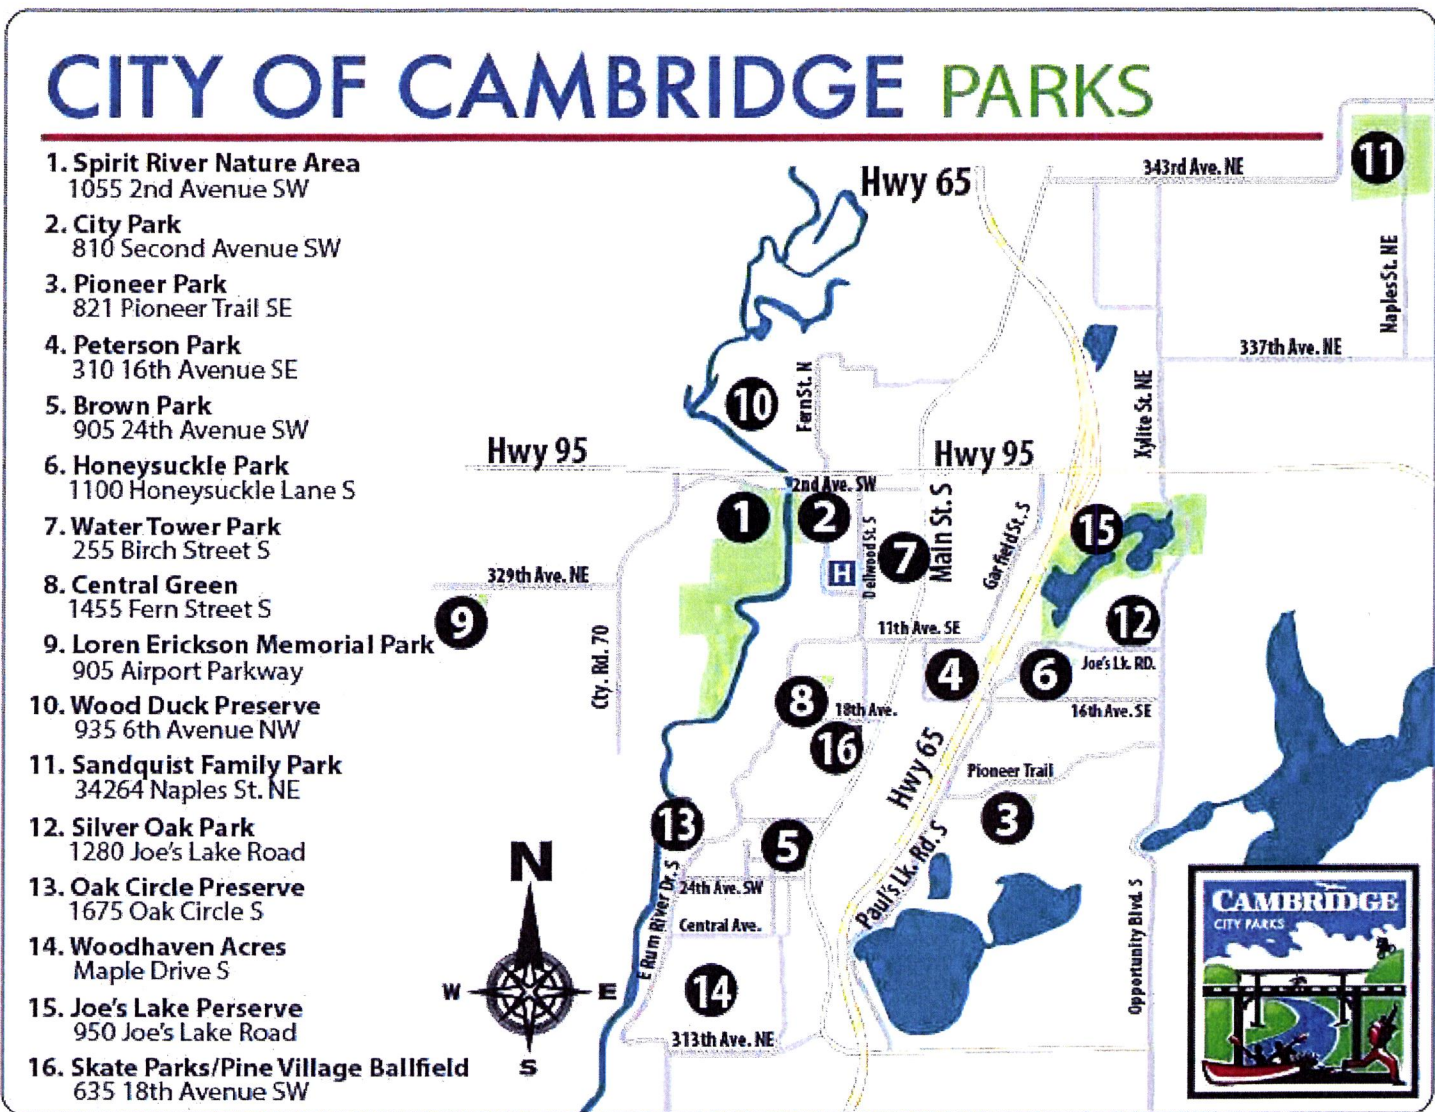 CITY OF CAMBRIDGE PARKS
1. Spirit River Nature Area
1055 2nd Avenue SW
2. City Park
810 Second Avenue SW
3. Pioneer Park
821 Pioneer Trail SE
4. Peterson Park
310 16th Avenue SE
5. Brown Park
905 24th Avenue SW
6. Honeysuckle Park
1100 Honeysuckle Lane S
7. Water Tower Park
255 Birch Street S
8. Central Green
1455 Fern Street S
9. Loren Erickson Memorial Park
905 Airport Parkway
10. Wood Duck Preserve
935 6th Avenue NW
11. Sandquist Family Park
34264 Naples St. NE
12. Silver Oak Park
1280 Joe's Lake Road
13. Oak Circle Preserve
1675 Oak Circle S
14. Woodhaven Acres
Maple Drive S
15. Joe's Lake Perserve
950 Joe's Lake Road
16. Skate Parks/Pine Village Ballfield
635 18th Avenue SW
Hwy 65
343rd Ave. NE
11
Naples St. NE
337th Ave. NE
Xylite St. NE
10
Fern St. N
Hwy 95
Hwy 95
2nd Ave. SW
1
2
Dellwood St. S
7
Main St. S
Garfield St. S
15
H
329th Ave. NE
9
Cty. Rd. 70
11th Ave. SE
12
Joe's Lk. RD.
4
6
8
18th Ave.
16th Ave. SE
16
Hwy 65
Pioneer Trail
3
13
5
Paul's Lk. Rd. S
24th Ave. SW
Central Ave.
E Rum River Dr. S
14
313th Ave. NE
Opportunity Blvd. S
N
W
E
S
CAMBRIDGE
CITY PARKS